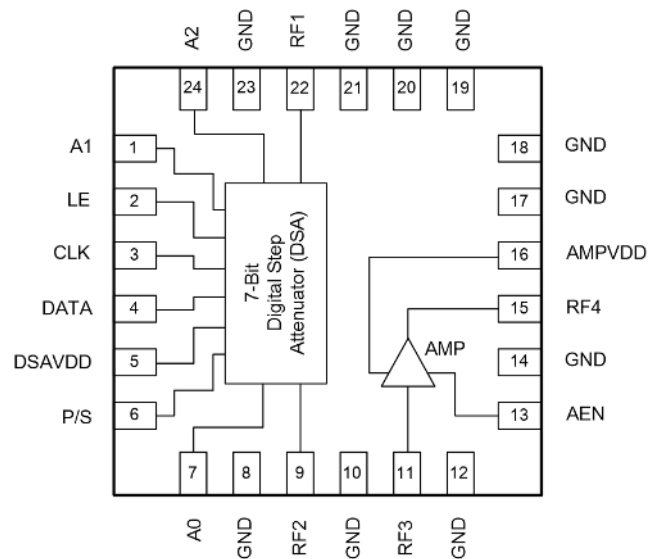 A2
GND
RF1
GND
GND
GND
24
23
22
21
20
19
A1
1
LE
2
CLK
3
DATA
4
DSAVDD
5
P/S
6
7-Bit
Digital Step
Attenuator (DSA)
AMP
18
GND
17
GND
16
AMPVDD
15
RF4
14
GND
13
AEN
7
8
9
10
11
12
A0
GND
RF2
GND
RF3
GND